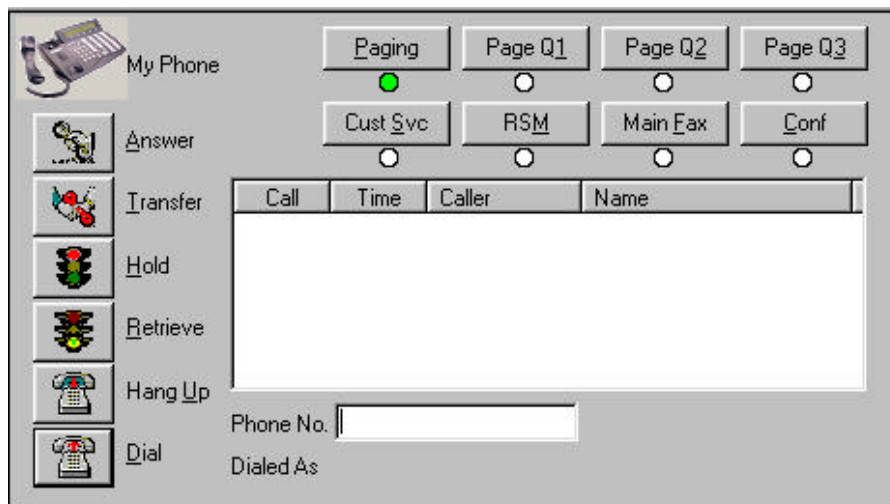 My Phone
Paging Page Q1 Page Q2 Page Q3
Cust Svc RSM Main Fax Conf
Answer
Transfer
Hold
Retrieve
Hang Up
Dial
Call Time Caller Name
Phone No.
Dialed As